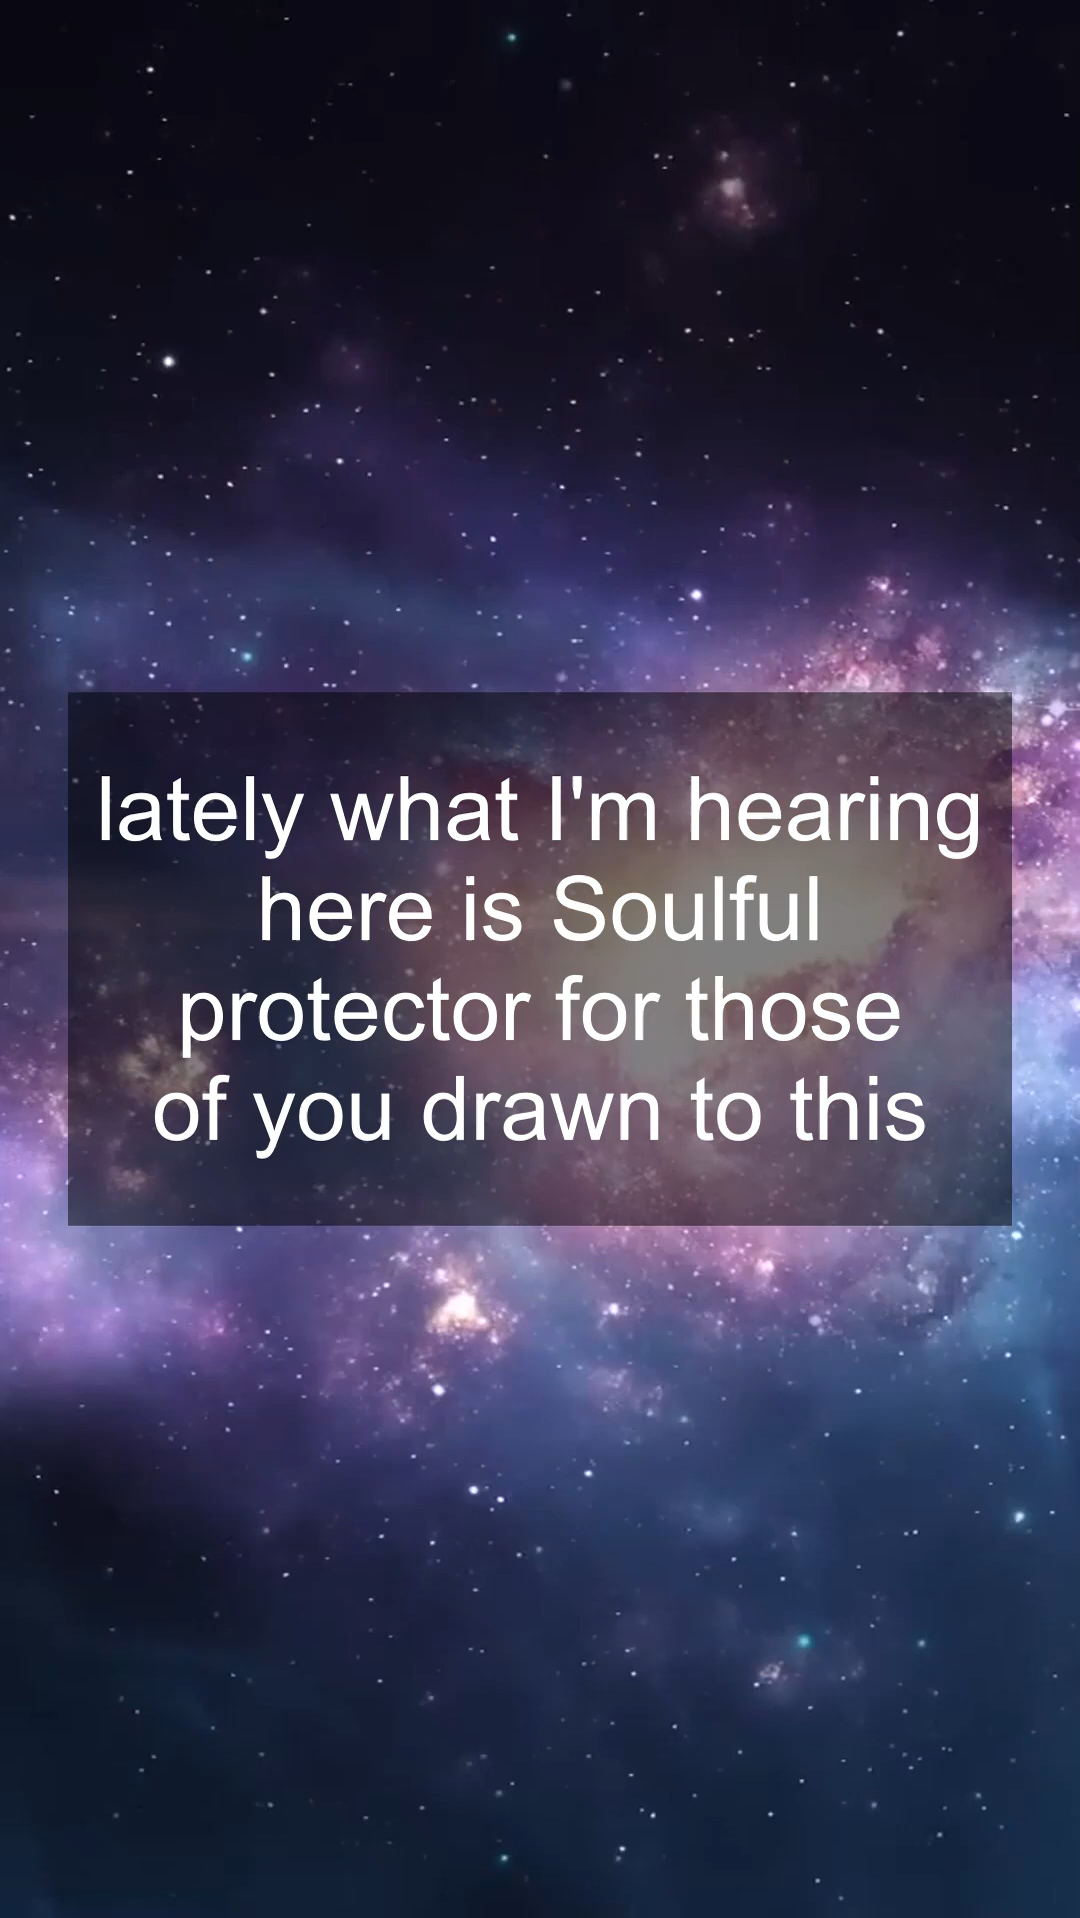 lately what I'm hearing
here is Soulful
protector for those
of you drawn to this